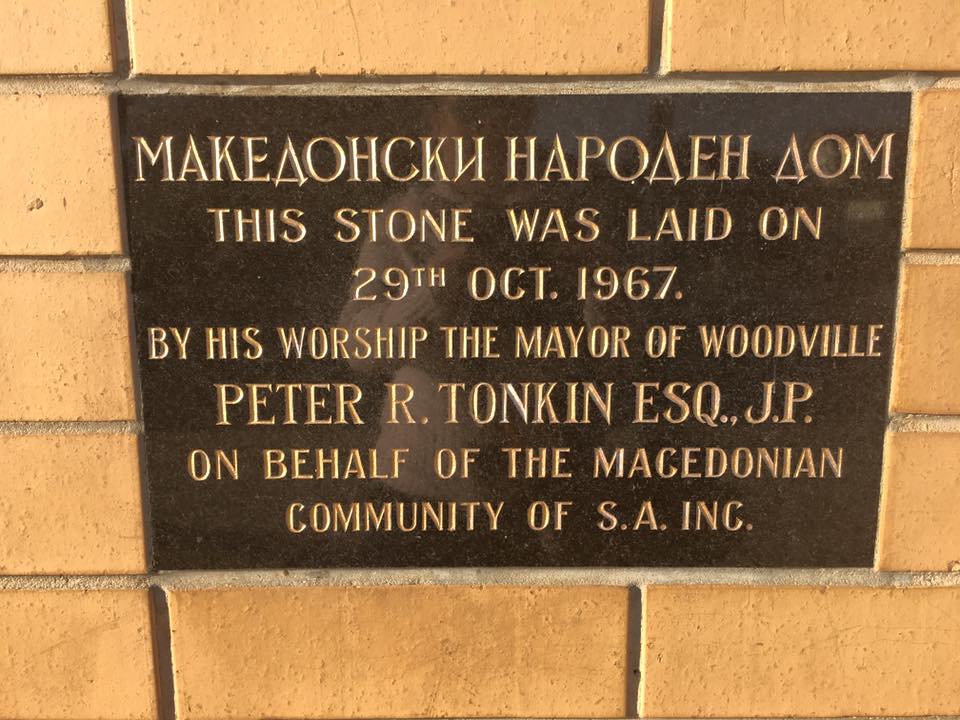 МАКЕДОНСКИ НАРОДЕН ДОМ
THIS STONE WAS LAID ON
29TH OCT. 1967.
BY HIS WORSHIP THE MAYOR OF WOODVILLE
PETER R. TONKIN ESQ., J.P.
ON BEHALF OF THE MACEDONIAN
COMMUNITY OF S.A. INC.